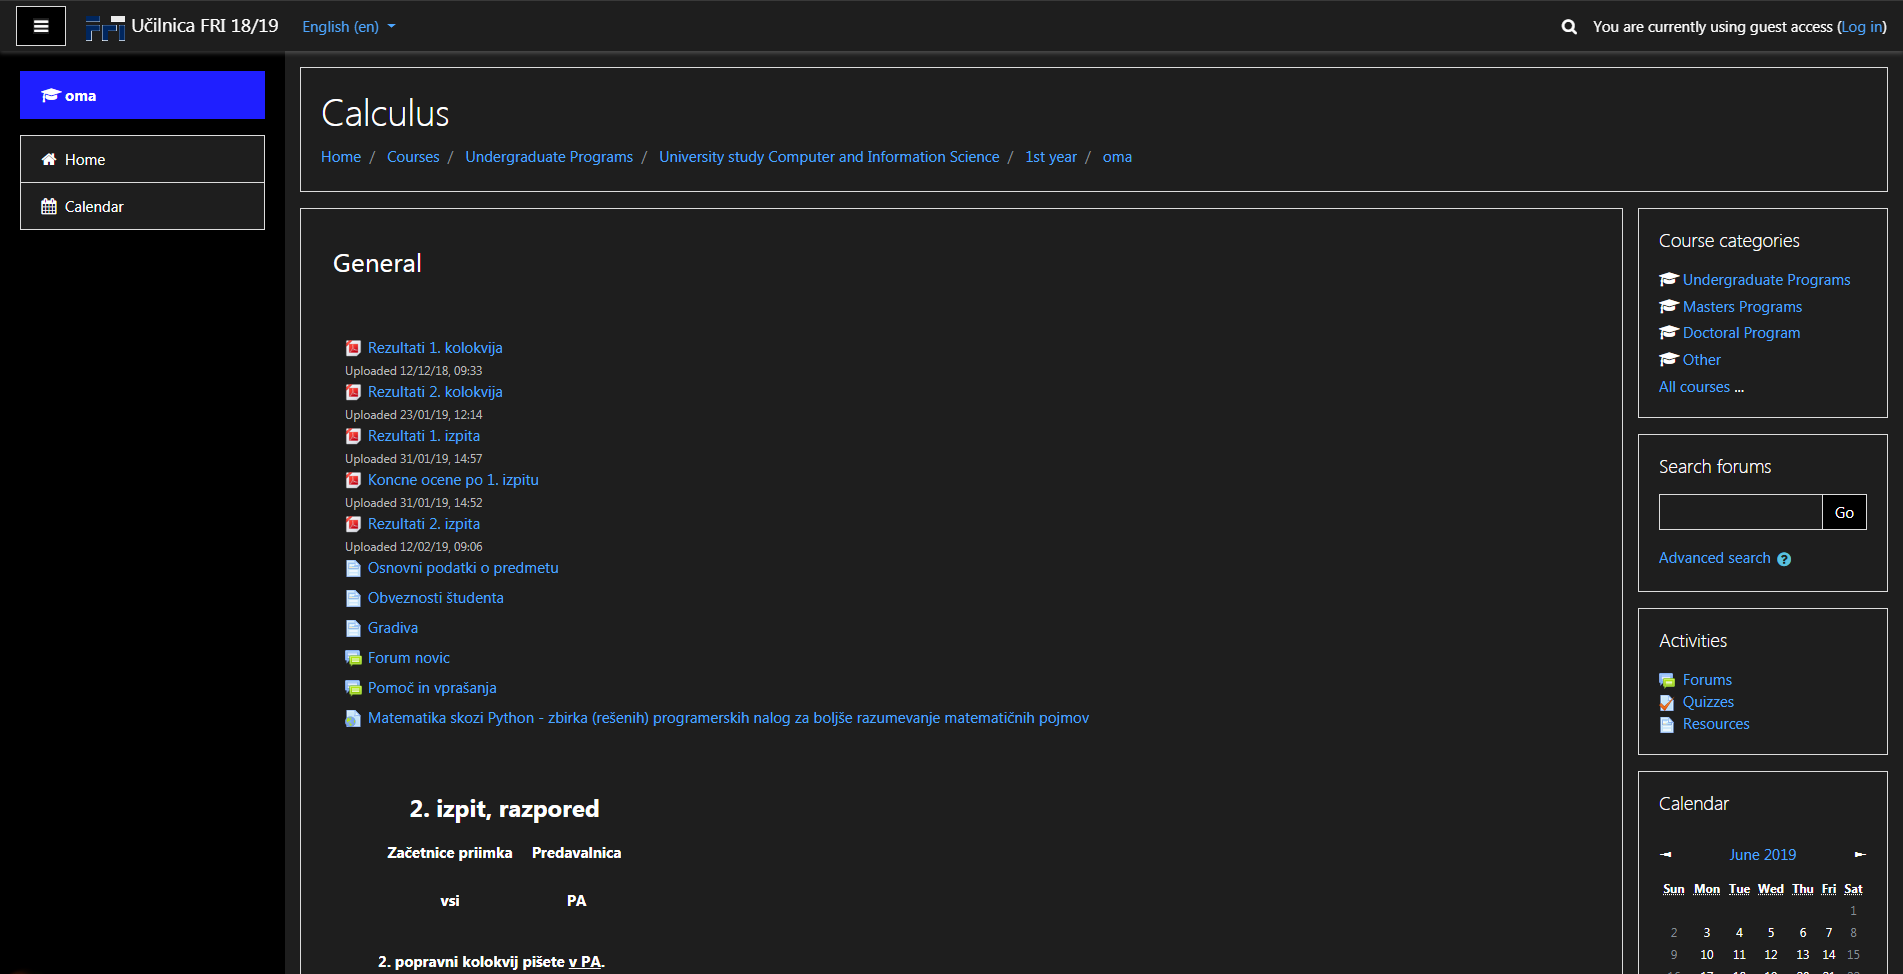 Učilnica FRI 18/19 English (en) You are currently using guest access (Log in)
oma
Home
Calendar
Calculus
Home / Courses / Undergraduate Programs / University study Computer and Information Science / 1st year / oma
General
Rezultati 1. kolokvija
Uploaded 12/12/18, 09:33
Rezultati 2. kolokvija
Uploaded 23/01/19, 12:14
Rezultati 1. izpita
Uploaded 31/01/19, 14:57
Koncne ocene po 1. izpitu
Uploaded 31/01/19, 14:52
Rezultati 2. izpita
Uploaded 12/02/19, 09:06
Osnovni podatki o predmetu
Obveznosti študenta
Gradiva
Forum novic
Pomoč in vprašanja
Matematika skozi Python - zbirka (rešenih) programerskih nalog za boljše razumevanje matematičnih pojmov
2. izpit, razpored
Začetnice priimka Predavalnica
vsi PA
2. popravni kolokvij pišete v PA.
Course categories
Undergraduate Programs
Masters Programs
Doctoral Program
Other
All courses ...
Search forums
Go
Advanced search
Activities
Forums
Quizzes
Resources
Calendar
◄ June 2019 ►
Sun Mon Tue Wed Thu Fri Sat
1
2 3 4 5 6 7 8
9 10 11 12 13 14 15